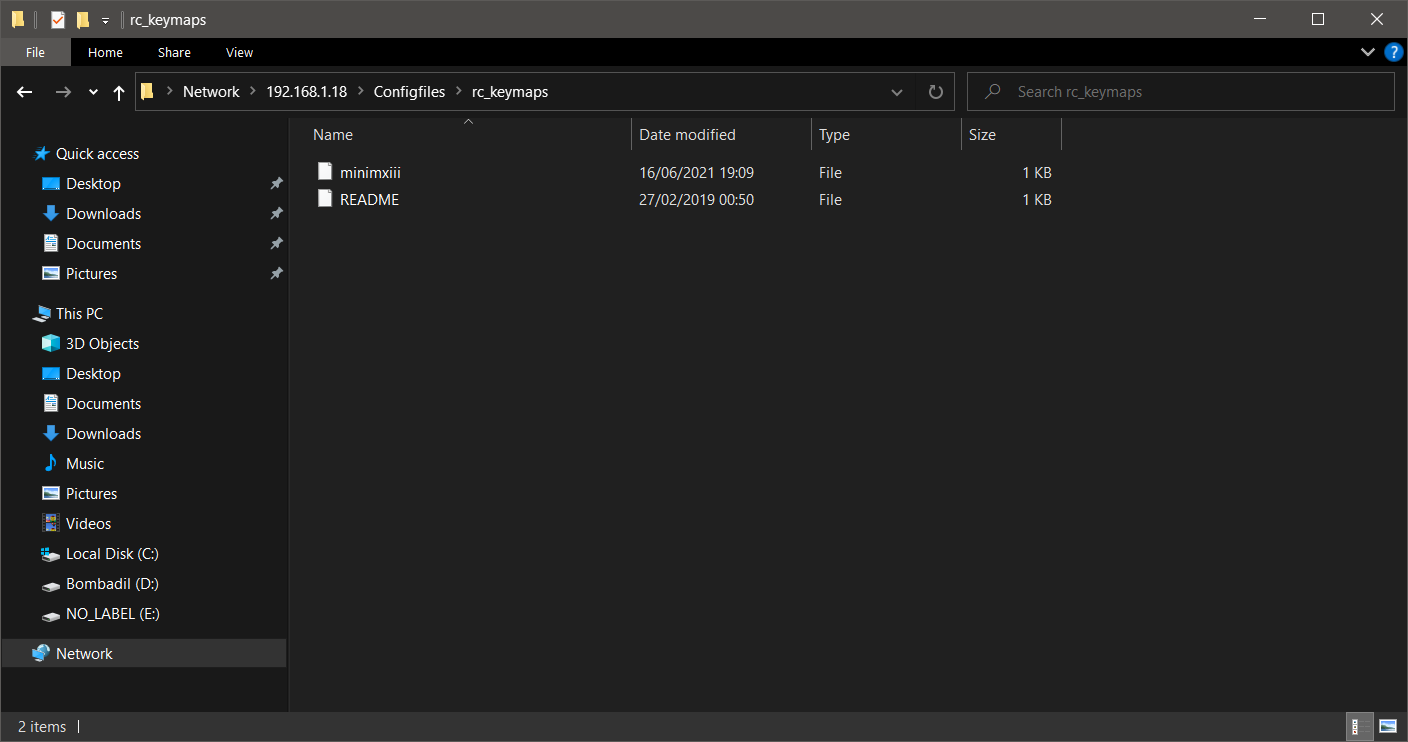 rc_keymaps
File Home Share View
Network 192.168.1.18 Configfiles rc_keymaps Search rc_keymaps
Name Date modified Type Size
minimxiii 16/06/2021 19:09 File 1 KB
README 27/02/2019 00:50 File 1 KB
Quick access
Desktop
Downloads
Documents
Pictures
This PC
3D Objects
Desktop
Documents
Downloads
Music
Pictures
Videos
Local Disk (C:)
Bombadil (D:)
NO_LABEL (E:)
Network
2 items